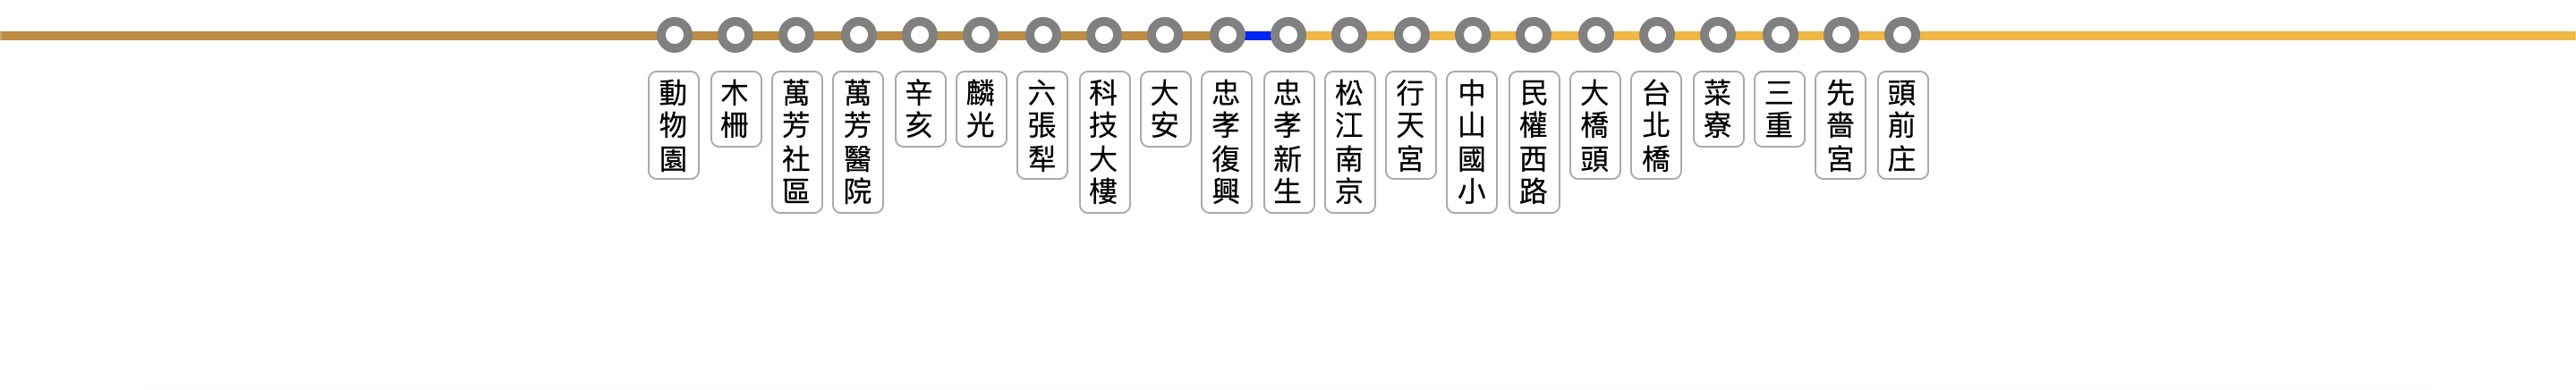 動物園
木柵
萬芳社區
萬芳醫院
辛亥
麟光
六張犁
科技大樓
大安
忠孝復興
忠孝新生
松江南京
行天宮
中山國小
民權西路
大橋頭
台北橋
菜寮
三重
先嗇宮
頭前庄